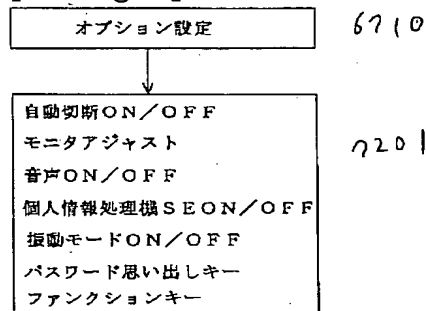 オプション設定 6710
自動切断ON/OFF
モニタアジャスト 7201
音声ON/OFF
個人情報処理機SEON/OFF
振動モードON/OFF
パスワード思い出しキー
ファンクションキー